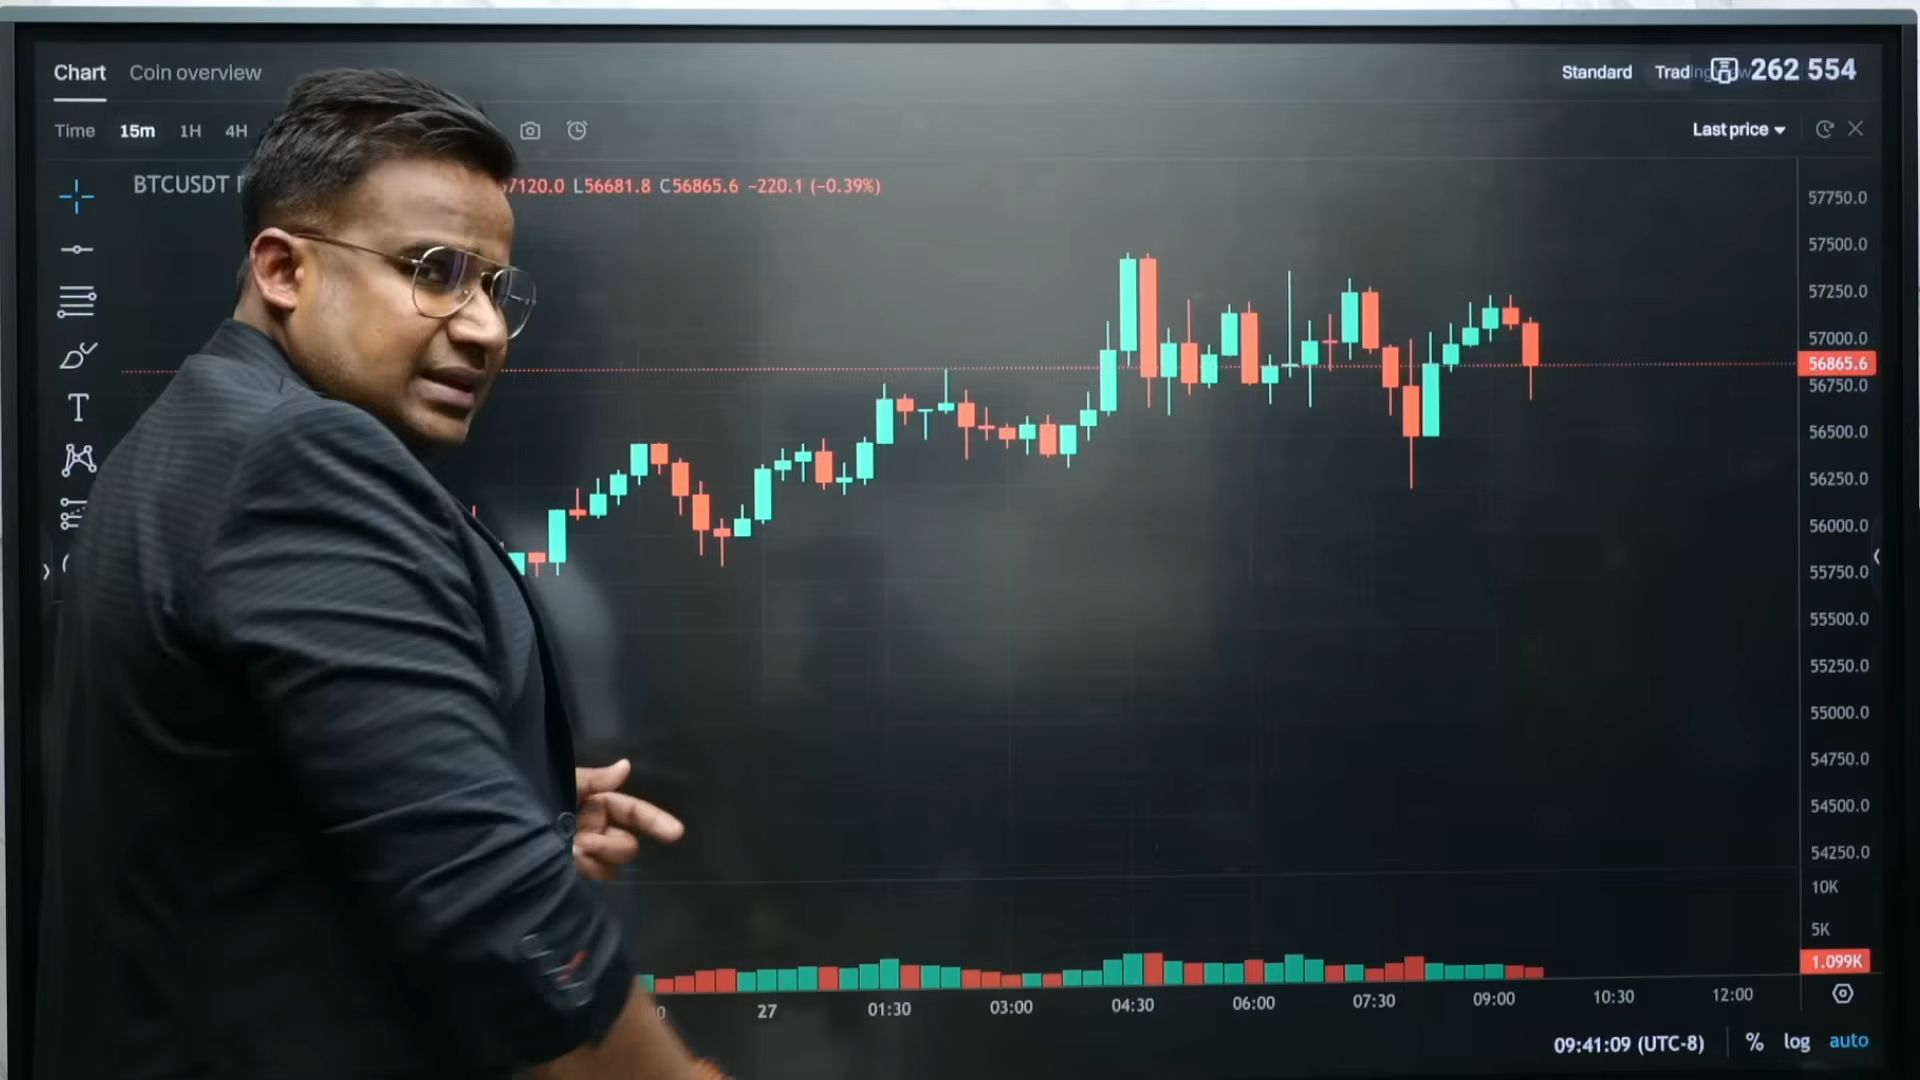 Chart Coin overview Standard Trad 262 554
Time 15m 1H 4H Last price
BTCUSDT 7120.0 L56681.8 C56865.6 −220.1 (−0.39%)
57750.0
57500.0
57250.0
57000.0
56865.6
56750.0
56500.0
56250.0
56000.0
55750.0
55500.0
55250.0
55000.0
54750.0
54500.0
54250.0
10K
5K
1.099K
27 01:30 03:00 04:30 06:00 07:30 09:00 10:30 12:00
09:41:09 (UTC-8) % log auto